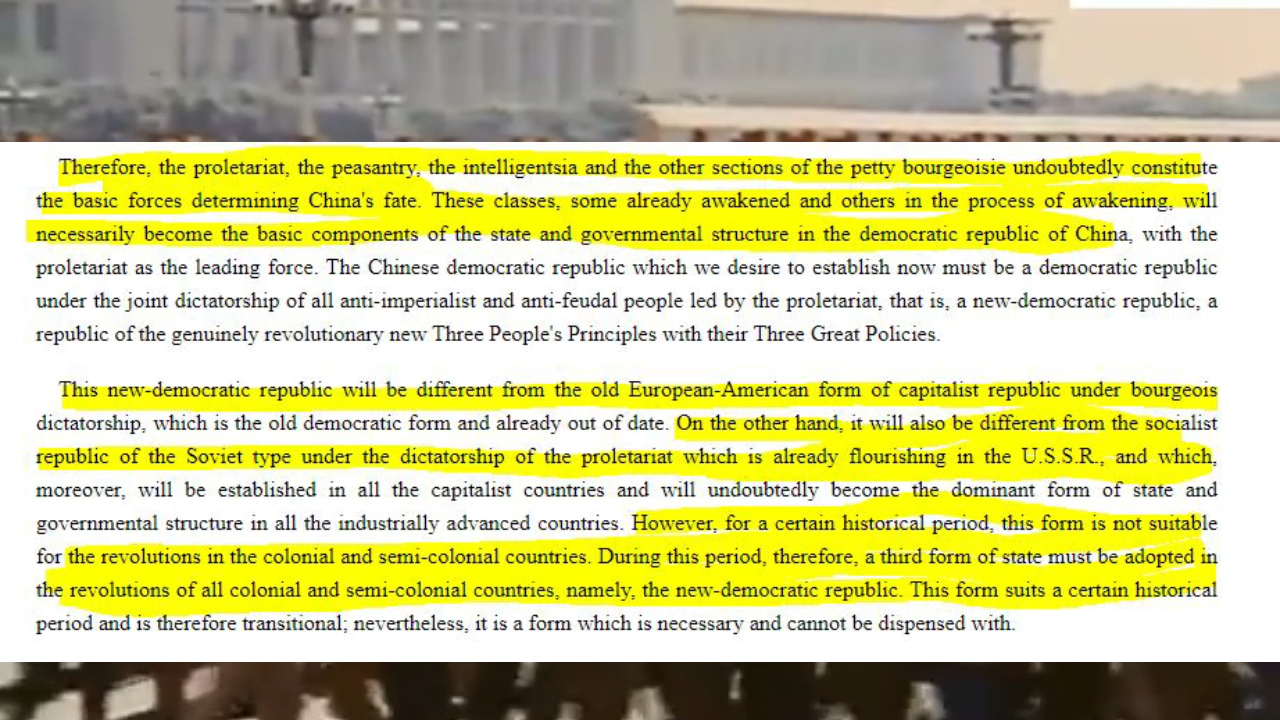 Therefore, the proletariat, the peasantry, the intelligentsia and the other sections of the petty bourgeoisie undoubtedly constitute
the basic forces determining China's fate. These classes, some already awakened and others in the process of awakening, will
necessarily become the basic components of the state and governmental structure in the democratic republic of China, with the
proletariat as the leading force. The Chinese democratic republic which we desire to establish now must be a democratic republic
under the joint dictatorship of all anti-imperialist and anti-feudal people led by the proletariat, that is, a new-democratic republic, a
republic of the genuinely revolutionary new Three People's Principles with their Three Great Policies.
This new-democratic republic will be different from the old European-American form of capitalist republic under bourgeois
dictatorship, which is the old democratic form and already out of date. On the other hand, it will also be different from the socialist
republic of the Soviet type under the dictatorship of the proletariat which is already flourishing in the U.S.S.R., and which,
moreover, will be established in all the capitalist countries and will undoubtedly become the dominant form of state and
governmental structure in all the industrially advanced countries. However, for a certain historical period, this form is not suitable
for the revolutions in the colonial and semi-colonial countries. During this period, therefore, a third form of state must be adopted in
the revolutions of all colonial and semi-colonial countries, namely, the new-democratic republic. This form suits a certain historical
period and is therefore transitional; nevertheless, it is a form which is necessary and cannot be dispensed with.